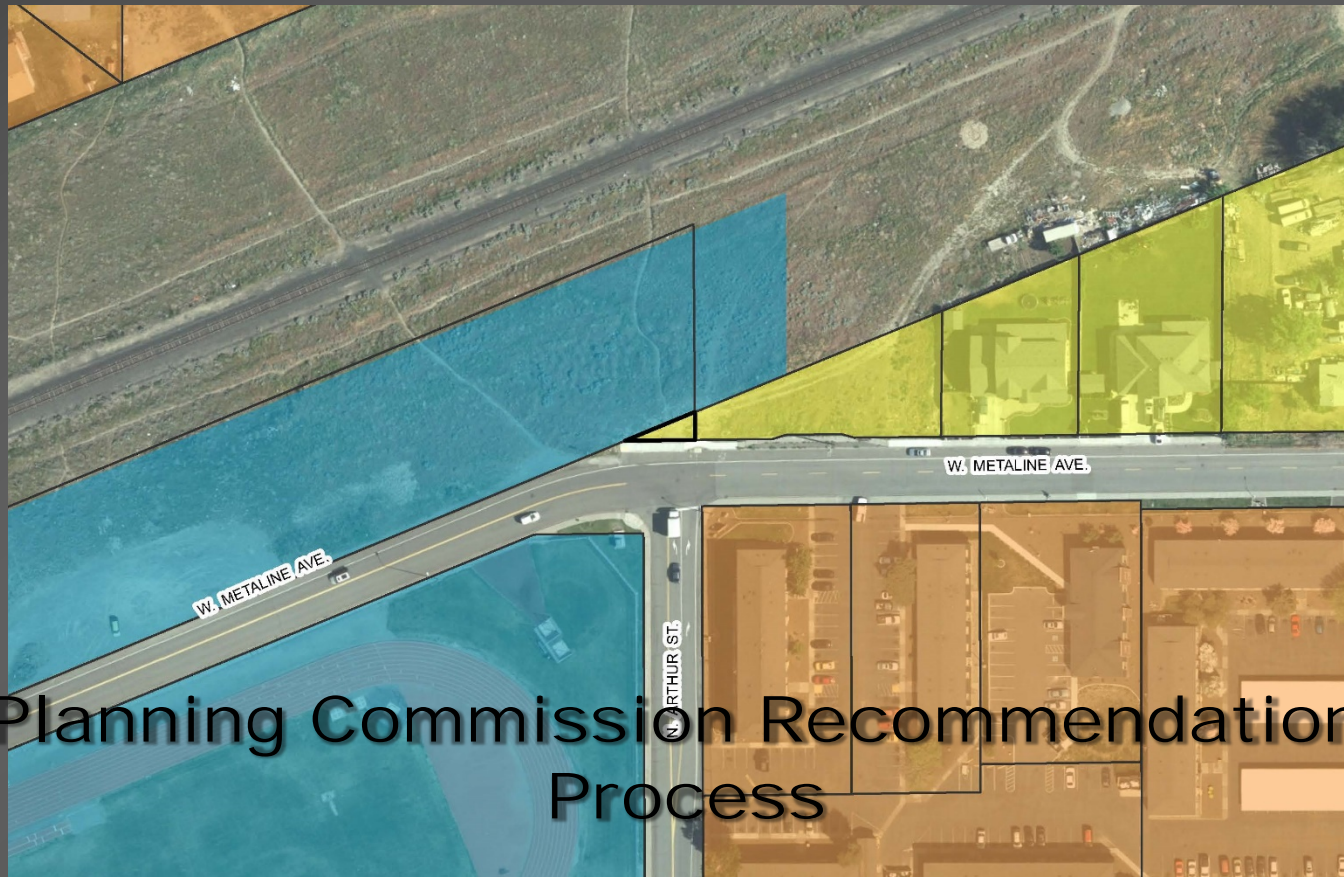 W. METALINE AVE.
W. METALINE AVE.
N. ARTHUR ST.
Planning Commission Recommendation
Process